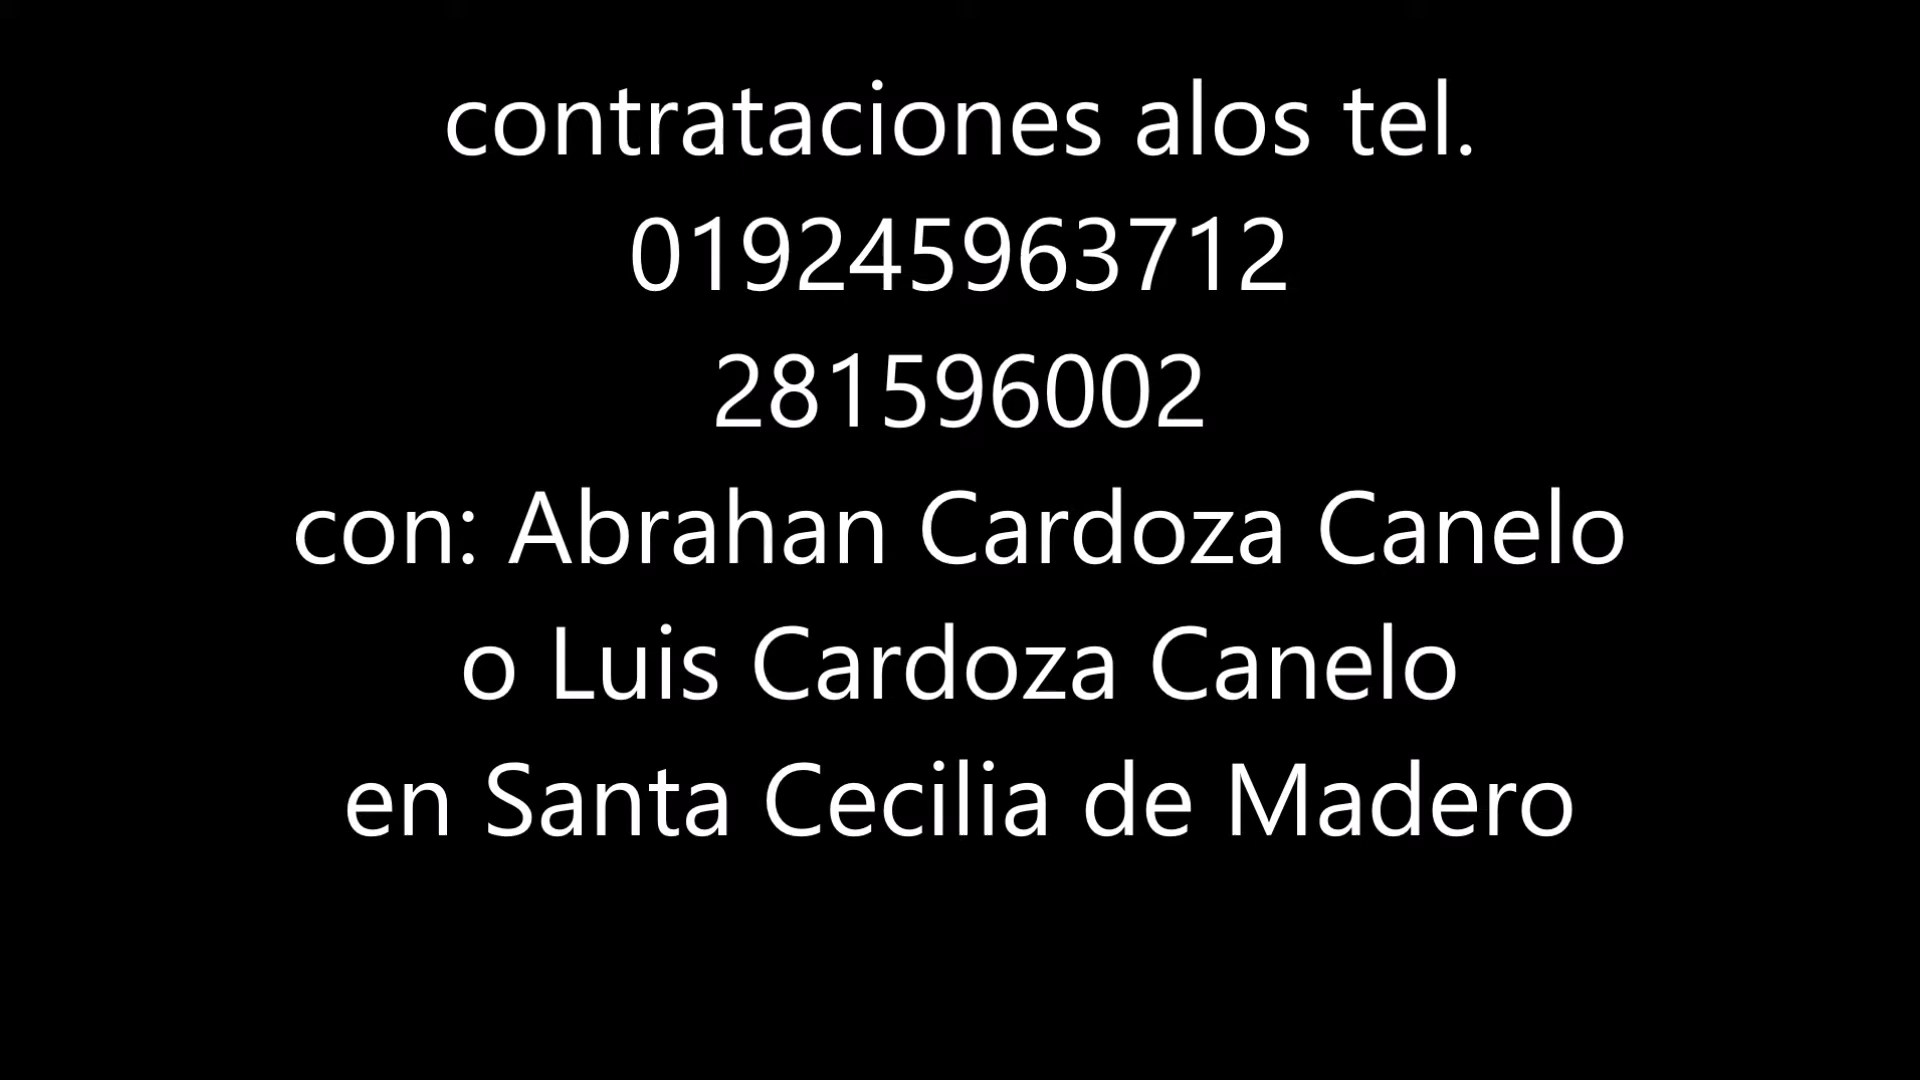 contrataciones alos tel.
019245963712
281596002
con: Abrahan Cardoza Canelo
o Luis Cardoza Canelo
en Santa Cecilia de Madero